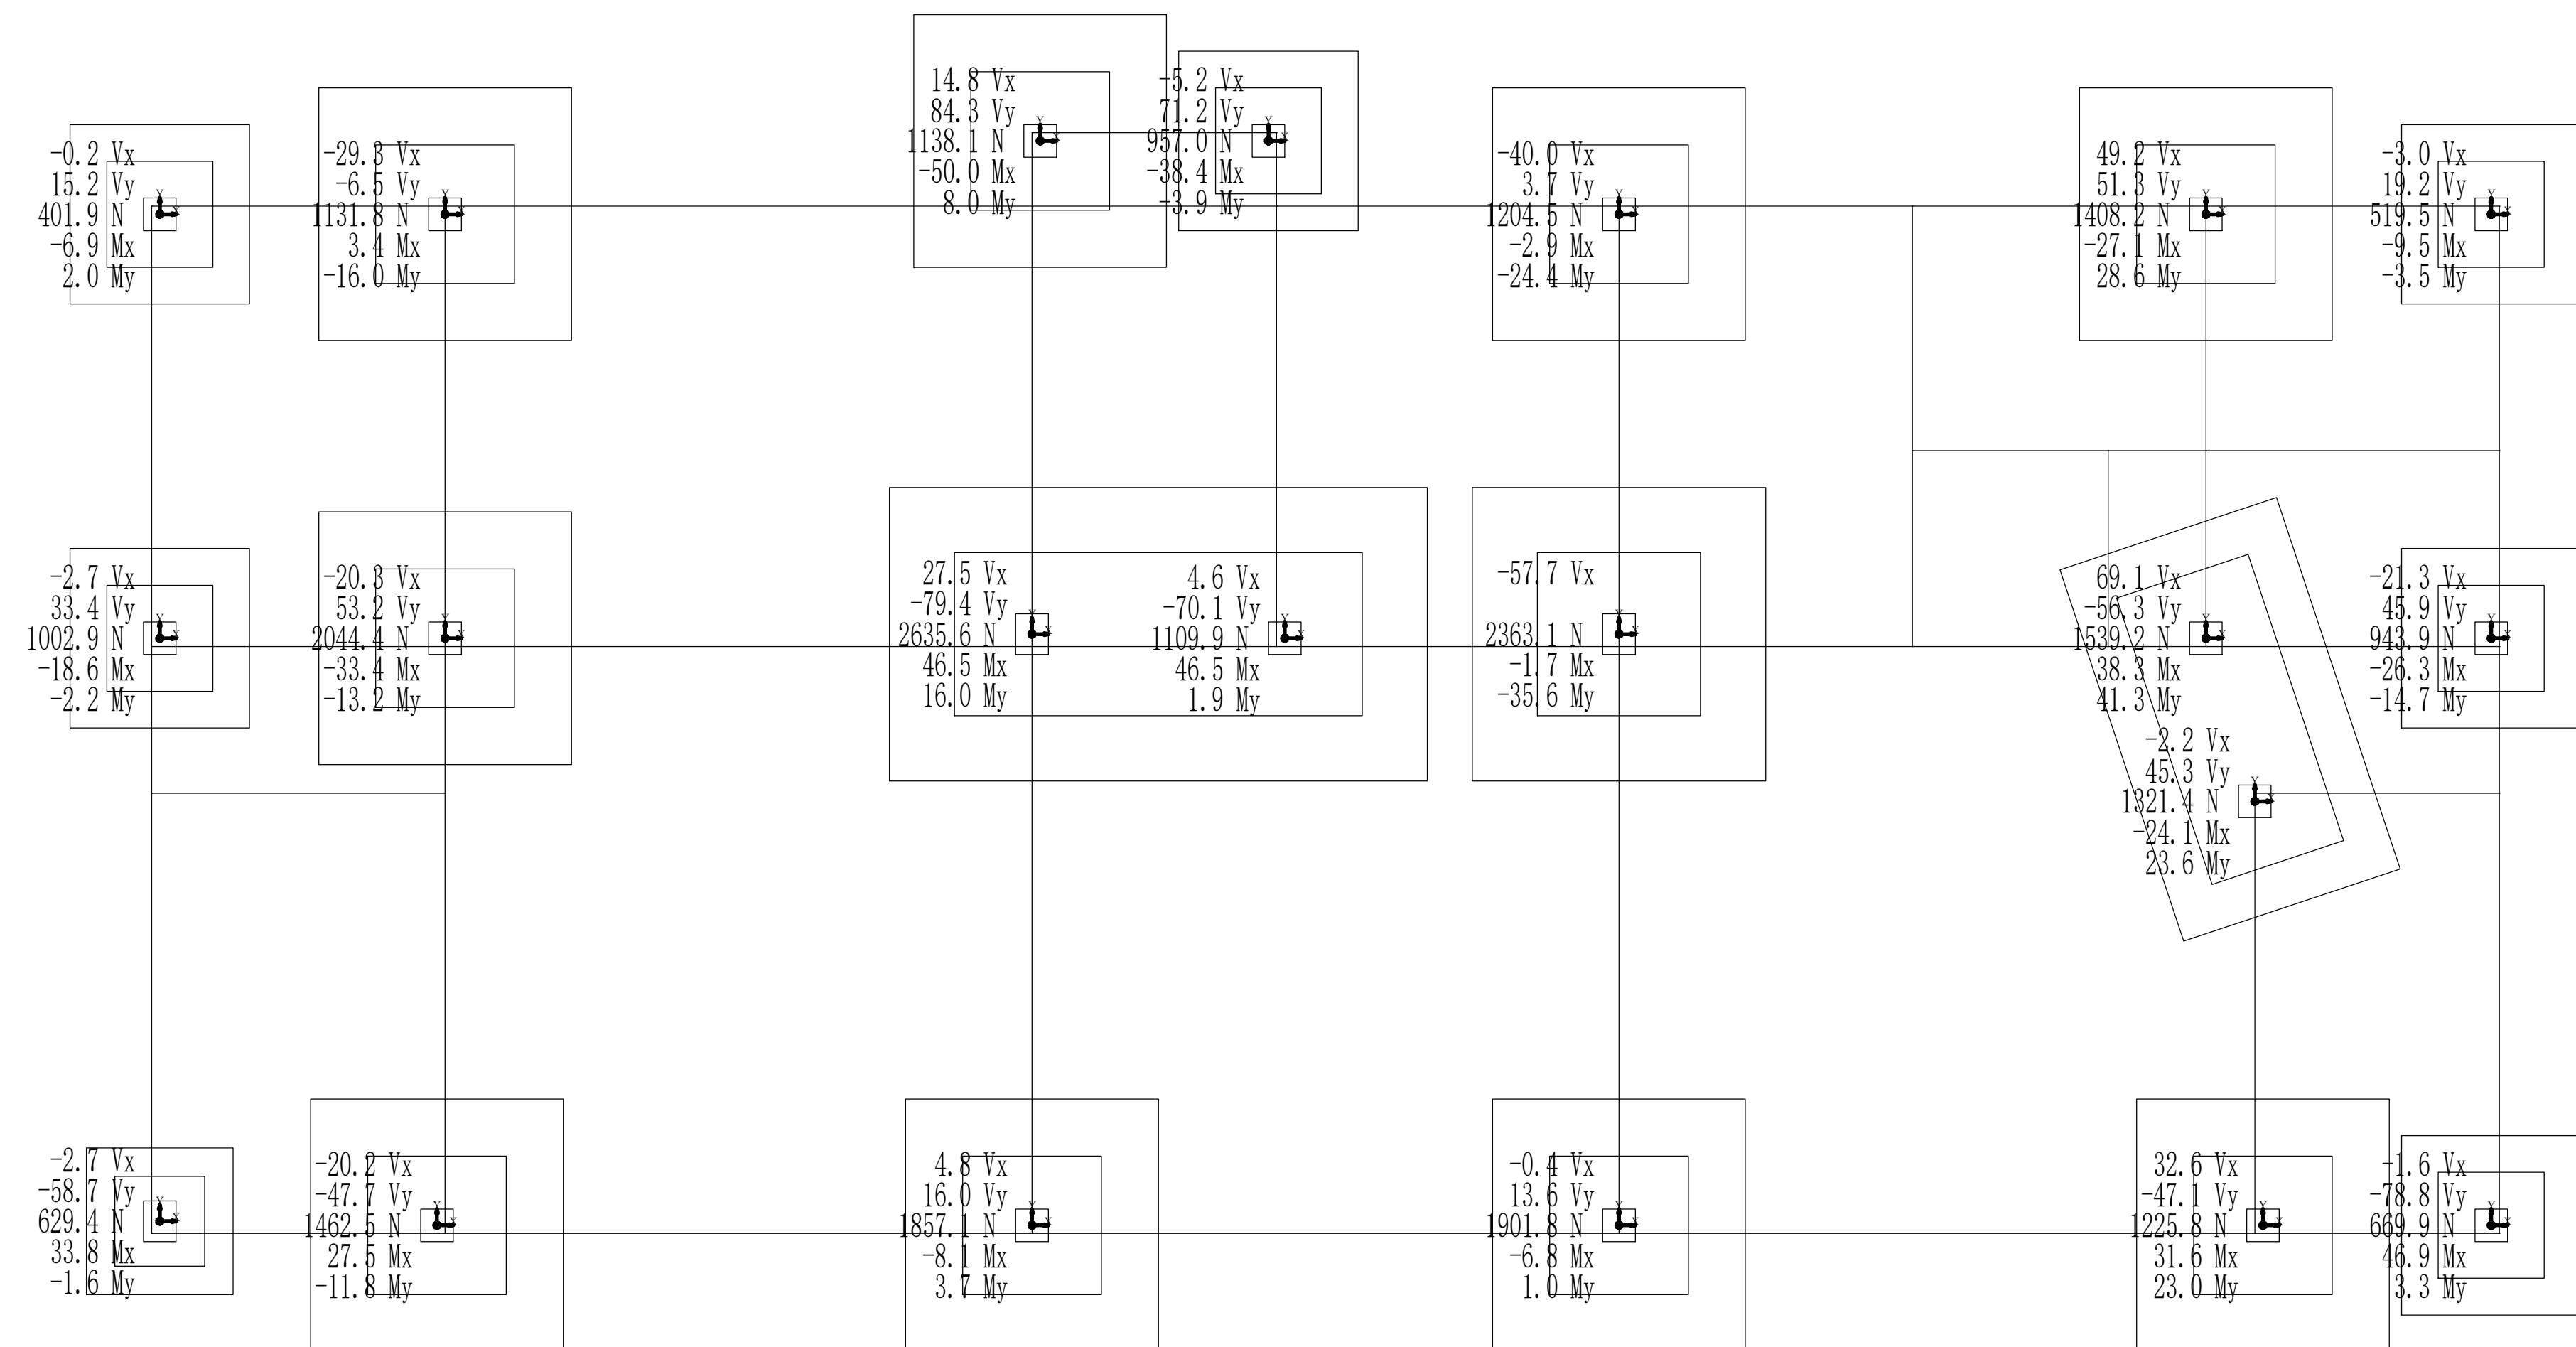 -0.2 Vx
15.2 Vy
401.9 N
-6.9 Mx
2.0 My
-29.3 Vx
-6.5 Vy
1131.8 N
3.4 Mx
-16.0 My
14.8 Vx
84.3 Vy
1138.1 N
-50.0 Mx
8.0 My
-5.2 Vx
71.2 Vy
957.0 N
-38.4 Mx
-3.9 My
-40.0 Vx
3.7 Vy
1204.5 N
-2.9 Mx
-24.4 My
49.2 Vx
51.3 Vy
1408.2 N
-27.1 Mx
28.6 My
-3.0 Vx
19.2 Vy
519.5 N
-9.5 Mx
-3.5 My
-2.7 Vx
33.4 Vy
1002.9 N
-18.6 Mx
-2.2 My
-20.3 Vx
53.2 Vy
2044.4 N
-33.4 Mx
-13.2 My
27.5 Vx
-79.4 Vy
2635.6 N
46.5 Mx
16.0 My
4.6 Vx
-70.1 Vy
1109.9 N
46.5 Mx
1.9 My
-57.7 Vx
2363.1 N
-1.7 Mx
-35.6 My
69.1 Vx
-56.3 Vy
1539.2 N
38.3 Mx
41.3 My
-21.3 Vx
45.9 Vy
943.9 N
-26.3 Mx
-14.7 My
-2.2 Vx
45.3 Vy
1321.4 N
-24.1 Mx
23.6 My
-2.7 Vx
-58.7 Vy
629.4 N
33.8 Mx
-1.6 My
-20.2 Vx
-47.7 Vy
1462.5 N
27.5 Mx
-11.8 My
4.8 Vx
16.0 Vy
1857.1 N
-8.1 Mx
3.7 My
-0.4 Vx
13.6 Vy
1901.8 N
-6.8 Mx
1.0 My
32.6 Vx
-47.1 Vy
1225.8 N
31.6 Mx
23.0 My
-1.6 Vx
-78.8 Vy
669.9 N
46.9 Mx
3.3 My